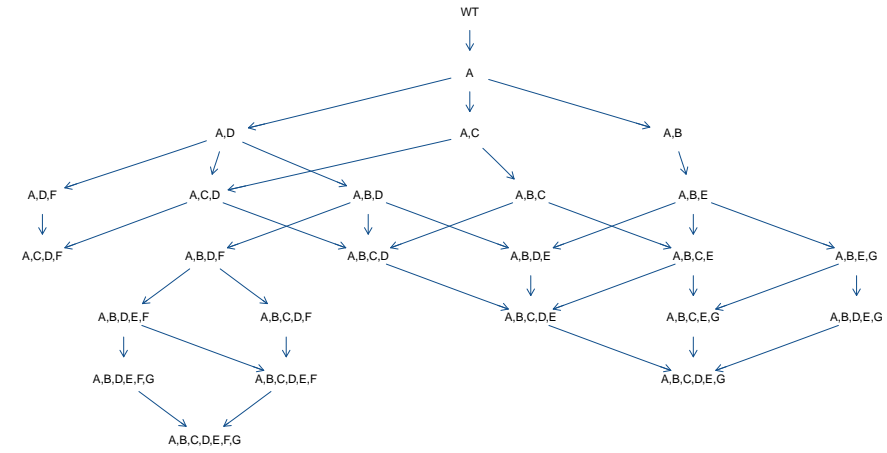 WT
A
A,D
A,C
A,B
A,D,F
A,C,D
A,B,D
A,B,C
A,B,E
A,C,D,F
A,B,D,F
A,B,C,D
A,B,D,E
A,B,C,E
A,B,E,G
A,B,D,E,F
A,B,C,D,F
A,B,C,D,E
A,B,C,E,G
A,B,D,E,G
A,B,D,E,F,G
A,B,C,D,E,F
A,B,C,D,E,G
A,B,C,D,E,F,G